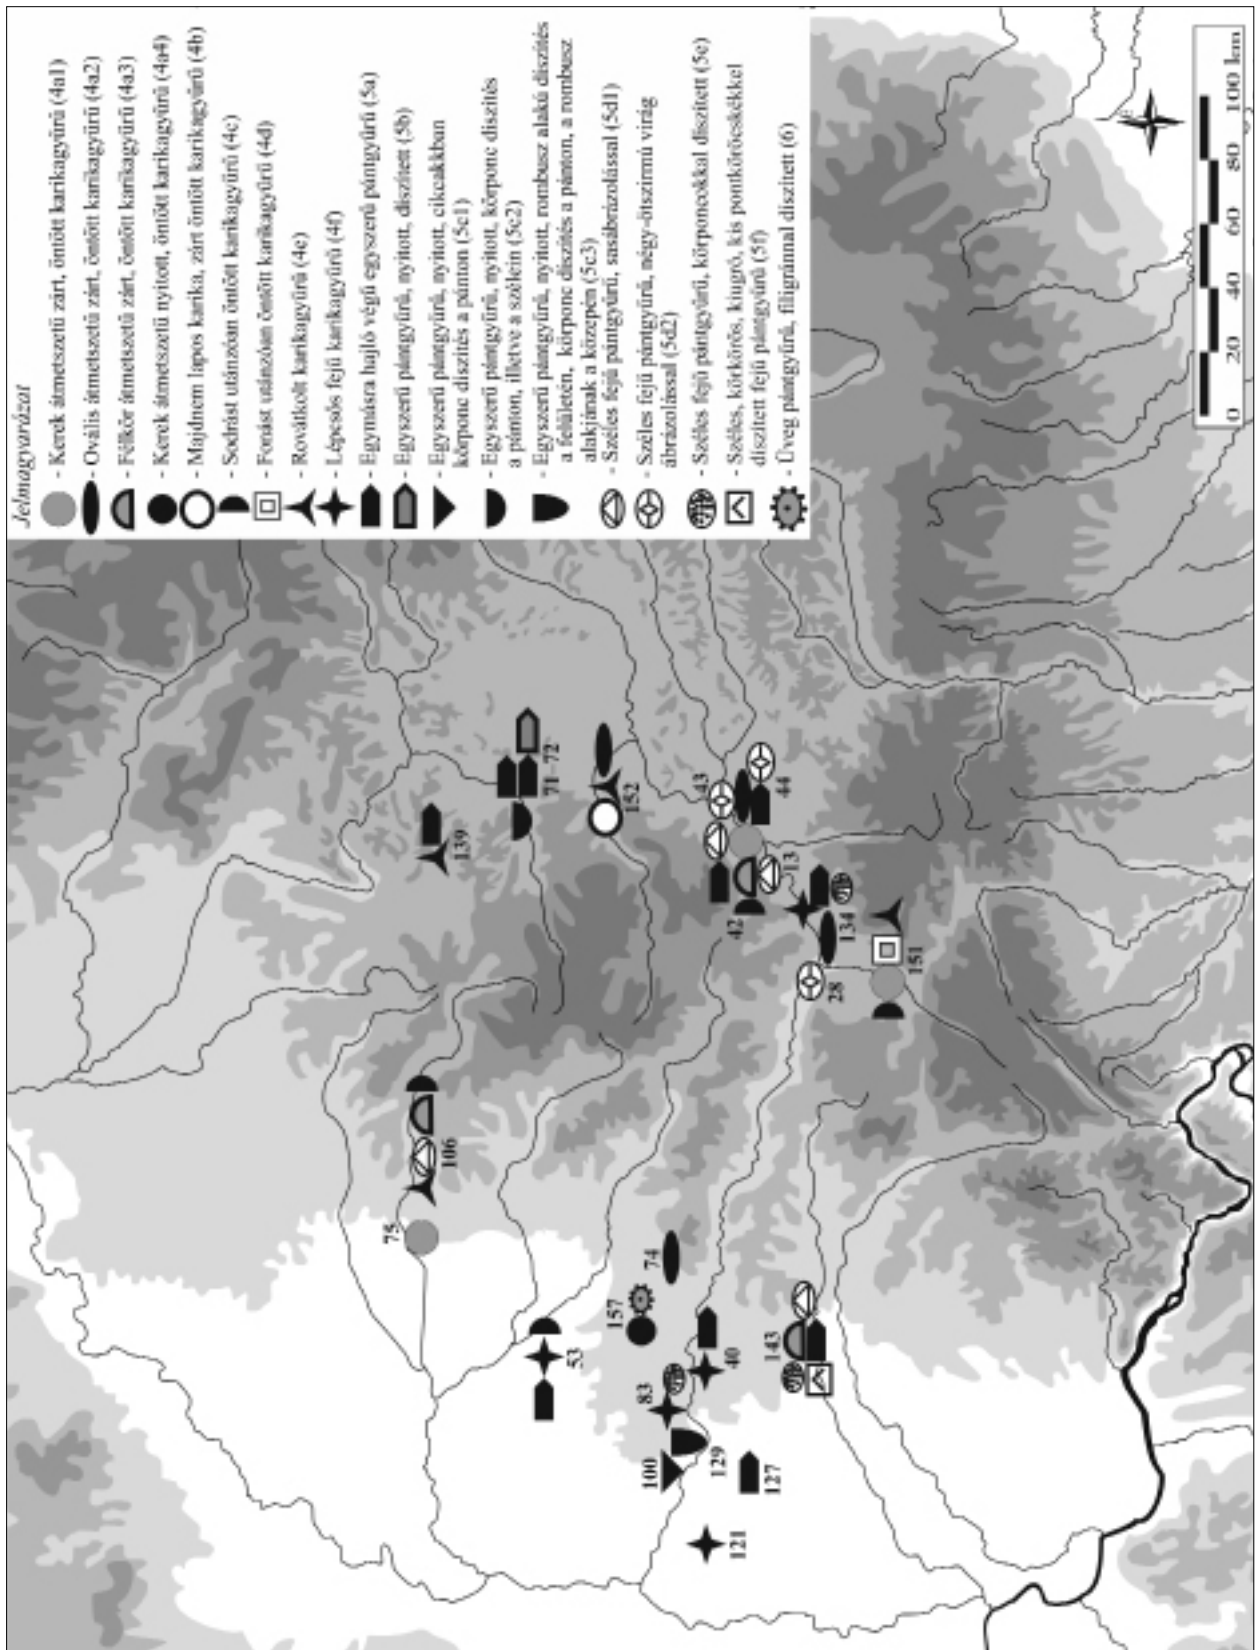 Jelmagyarázat
- Kerek átmetszetű zárt, öntött karikagyűrű (4a1)
- Ovális átmetszetű zárt, öntött karikagyűrű (4a2)
- Félkör átmetszetű zárt, öntött karikagyűrű (4a3)
- Kerek átmetszetű nyitott, öntött karikagyűrű (4a4)
- Majdnem lapos karika, zárt öntött karikagyűrű (4b)
- Sodrást utánzóan öntött karikagyűrű (4c)
- Fonást utánzóan öntött karikagyűrű (4d)
- Rovátkolt karikagyűrű (4e)
- Lépcsős fejű karikagyűrű (4f)
- Egymásra hajló végű egyszerű pántgyűrű (5a)
- Egyszerű pántgyűrű, nyitott, díszített (5b)
- Egyszerű pántgyűrű, nyitott, cikcakkban
körponc díszítés a pánton (5c1)
- Egyszerű pántgyűrű, nyitott, körponc díszítés
a pánton, illetve a szélein (5c2)
- Egyszerű pántgyűrű, nyitott, rombusz alakú díszítés
a felületén, körponc díszítés a pánton, a rombusz
alakjának a közepén (5c3)
- Széles fejű pántgyűrű, sasábrázolással (5d1)
- Széles fejű pántgyűrű, négy-ötszirmú virág
ábrázolással (5d2)
- Széles fejű pántgyűrű, körponcokkal díszített (5e)
- Széles, körkörös, kiugró, kis pontköröcskékkel
díszített fejű pántgyűrű (5f)
- Üveg pántgyűrű, filigránnal díszített (6)
0 20 40 60 80 100 km
139
71–72
152
43
44
13
42
134
28
151
106
75
53
74
157
40
83
143
100
129
127
121